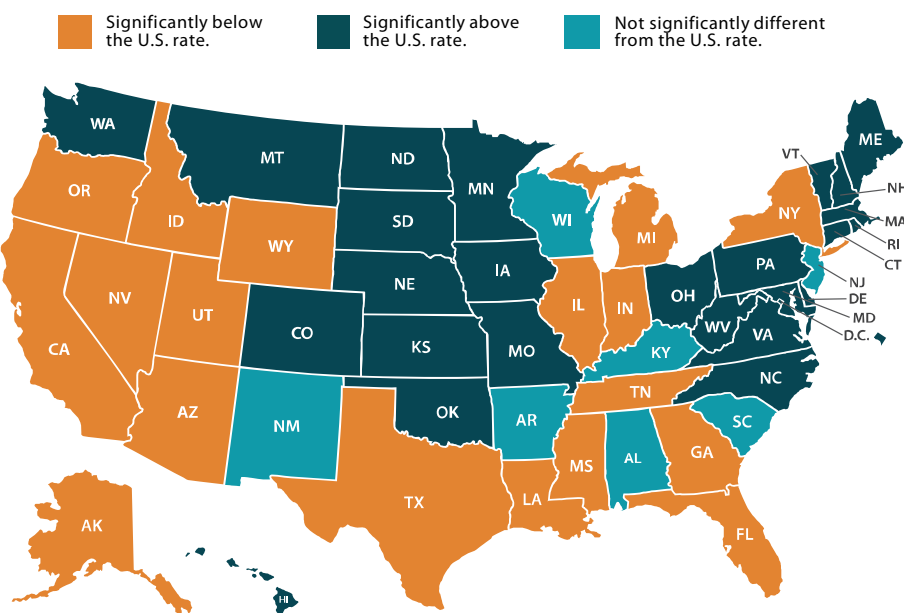 Significantly below
the U.S. rate.
Significantly above
the U.S. rate.
Not significantly different
from the U.S. rate.
WA
MT
ND
MN
ME
VT
NH
OR
ID
SD
WI
NY
MA
MI
RI
WY
CT
IA
PA
NE
NJ
NV
IL
IN
OH
DE
UT
MD
CO
WV
VA
D.C.
CA
KS
MO
KY
NC
TN
AZ
NM
OK
AR
SC
MS
AL
GA
TX
LA
AK
FL
HI